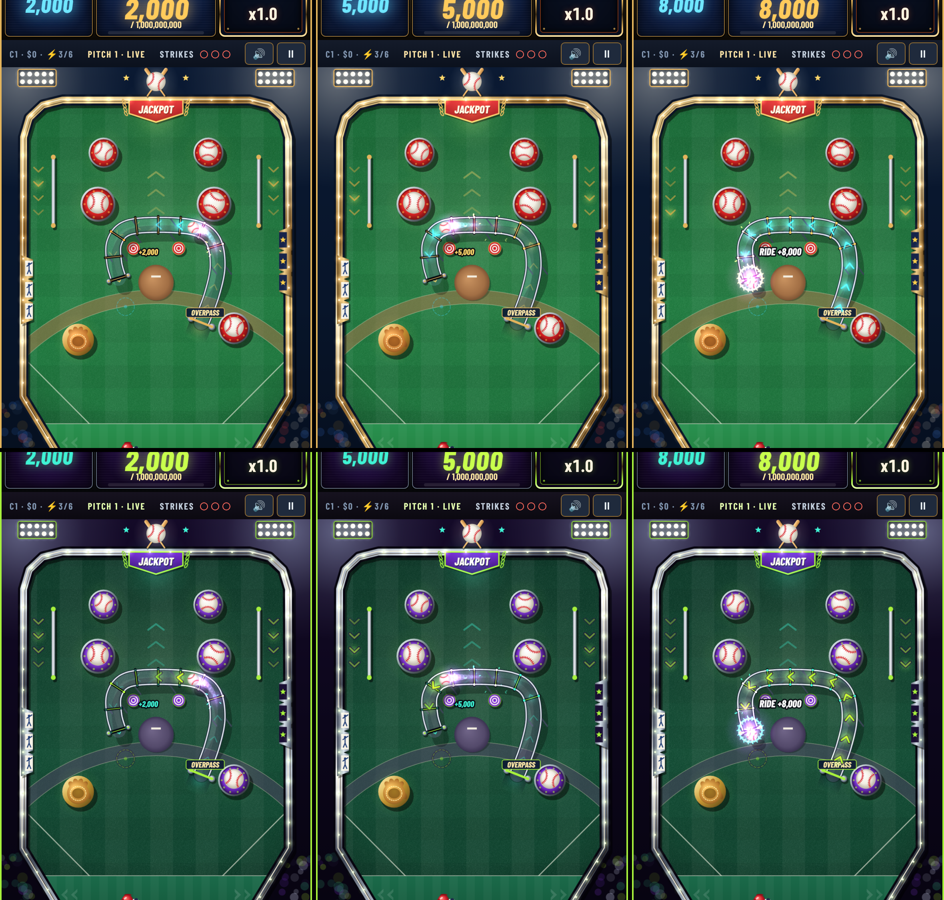 2,000 2,000 x1.0
/ 1,000,000,000
C1 · $0 · ⚡3/6 PITCH 1 · LIVE STRIKES
JACKPOT
+2,000
OVERPASS
5,000 5,000 x1.0
/ 1,000,000,000
C1 · $0 · ⚡3/6 PITCH 1 · LIVE STRIKES
JACKPOT
+5,000
OVERPASS
8,000 8,000 x1.0
/ 1,000,000,000
C1 · $0 · ⚡3/6 PITCH 1 · LIVE STRIKES
JACKPOT
RIDE +8,000
OVERPASS
2,000 2,000 x1.0
/ 1,000,000,000
C1 · $0 · ⚡3/6 PITCH 1 · LIVE STRIKES
JACKPOT
+2,000
OVERPASS
5,000 5,000 x1.0
/ 1,000,000,000
C1 · $0 · ⚡3/6 PITCH 1 · LIVE STRIKES
JACKPOT
+5,000
OVERPASS
8,000 8,000 x1.0
/ 1,000,000,000
C1 · $0 · ⚡3/6 PITCH 1 · LIVE STRIKES
JACKPOT
RIDE +8,000
OVERPASS